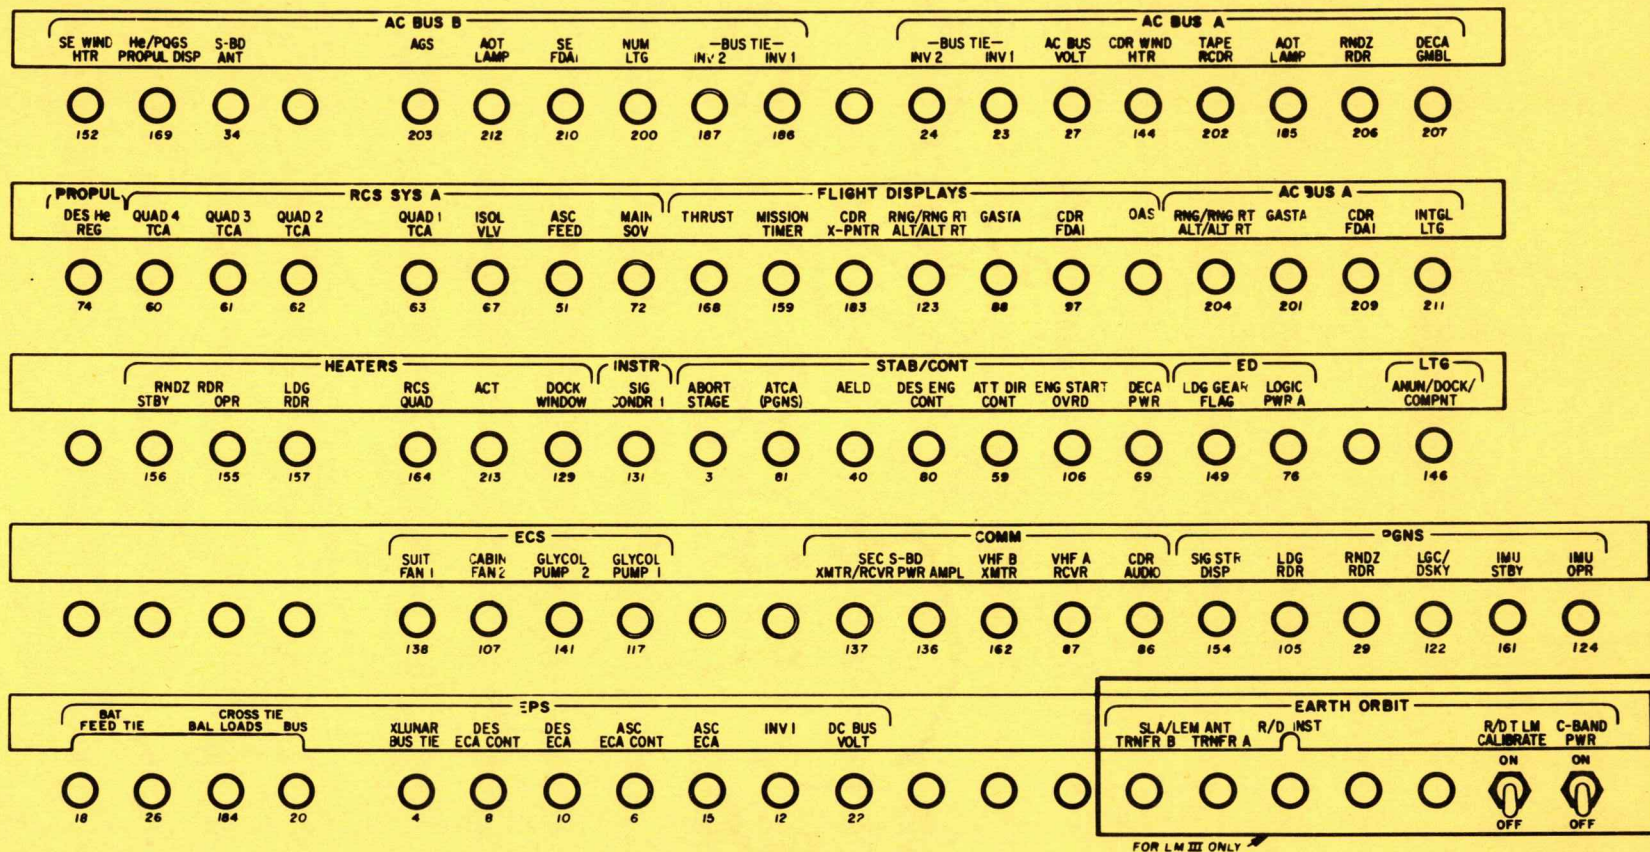 AC BUS B AC BUS A
SE WIND He/PQGS S-BD AGS AOT SE NUM —BUS TIE— —BUS TIE— AC BUS CDR WIND TAPE AOT RNDZ DECA
HTR PROPUL DISP ANT LAMP FDAI LTG INV 2 INV 1 INV 2 INV 1 VOLT HTR RCDR LAMP RDR GMBL
152 169 34 203 212 210 200 187 186 24 23 27 144 202 185 206 207
PROPUL RCS SYS A FLIGHT DISPLAYS AC BUS A
DES He QUAD 4 QUAD 3 QUAD 2 QUAD 1 ISOL ASC MAIN THRUST MISSION CDR RNG/RNG RT GASTA CDR OAS RNG/RNG RT GASTA CDR INTGL
REG TCA TCA TCA TCA VLV FEED SOV TIMER X-PNTR ALT/ALT RT FDAI ALT/ALT RT FDAI LTG
74 60 61 62 63 67 51 72 168 159 183 123 88 97 204 201 209 211
HEATERS INSTR STAB/CONT ED LTG
RNDZ RDR LDG RCS ACT DOCK SIG ABORT ATCA AELD DES ENG ATT DIR ENG START DECA LDG GEAR LOGIC ANUN/DOCK/
STBY OPR RDR QUAD WINDOW CONDR 1 STAGE (PGNS) CONT CONT OVRD PWR FLAG PWR A COMPNT
156 155 157 164 213 129 131 3 81 40 80 59 106 69 149 76 146
ECS COMM PGNS
SUIT CABIN GLYCOL GLYCOL SEC S-BD VHF B VHF A CDR SIG STR LDG RNDZ LGC/ IMU IMU
FAN 1 FAN 2 PUMP 2 PUMP 1 XMTR/RCVR PWR AMPL XMTR RCVR AUDIO DISP RDR RDR DSKY STBY OPR
138 107 141 117 137 136 162 87 86 154 105 29 122 161 124
EPS EARTH ORBIT
BAT CROSS TIE XLUNAR DES DES ASC ASC INV 1 DC BUS SLA/LEM ANT R/D INST R/D T LM C-BAND
FEED TIE BAL LOADS BUS BUS TIE ECA CONT ECA ECA CONT ECA VOLT TRNFR B TRNFR A CALIBRATE PWR
ON ON
18 26 184 20 4 8 10 6 15 12 27 OFF OFF
FOR LM III ONLY